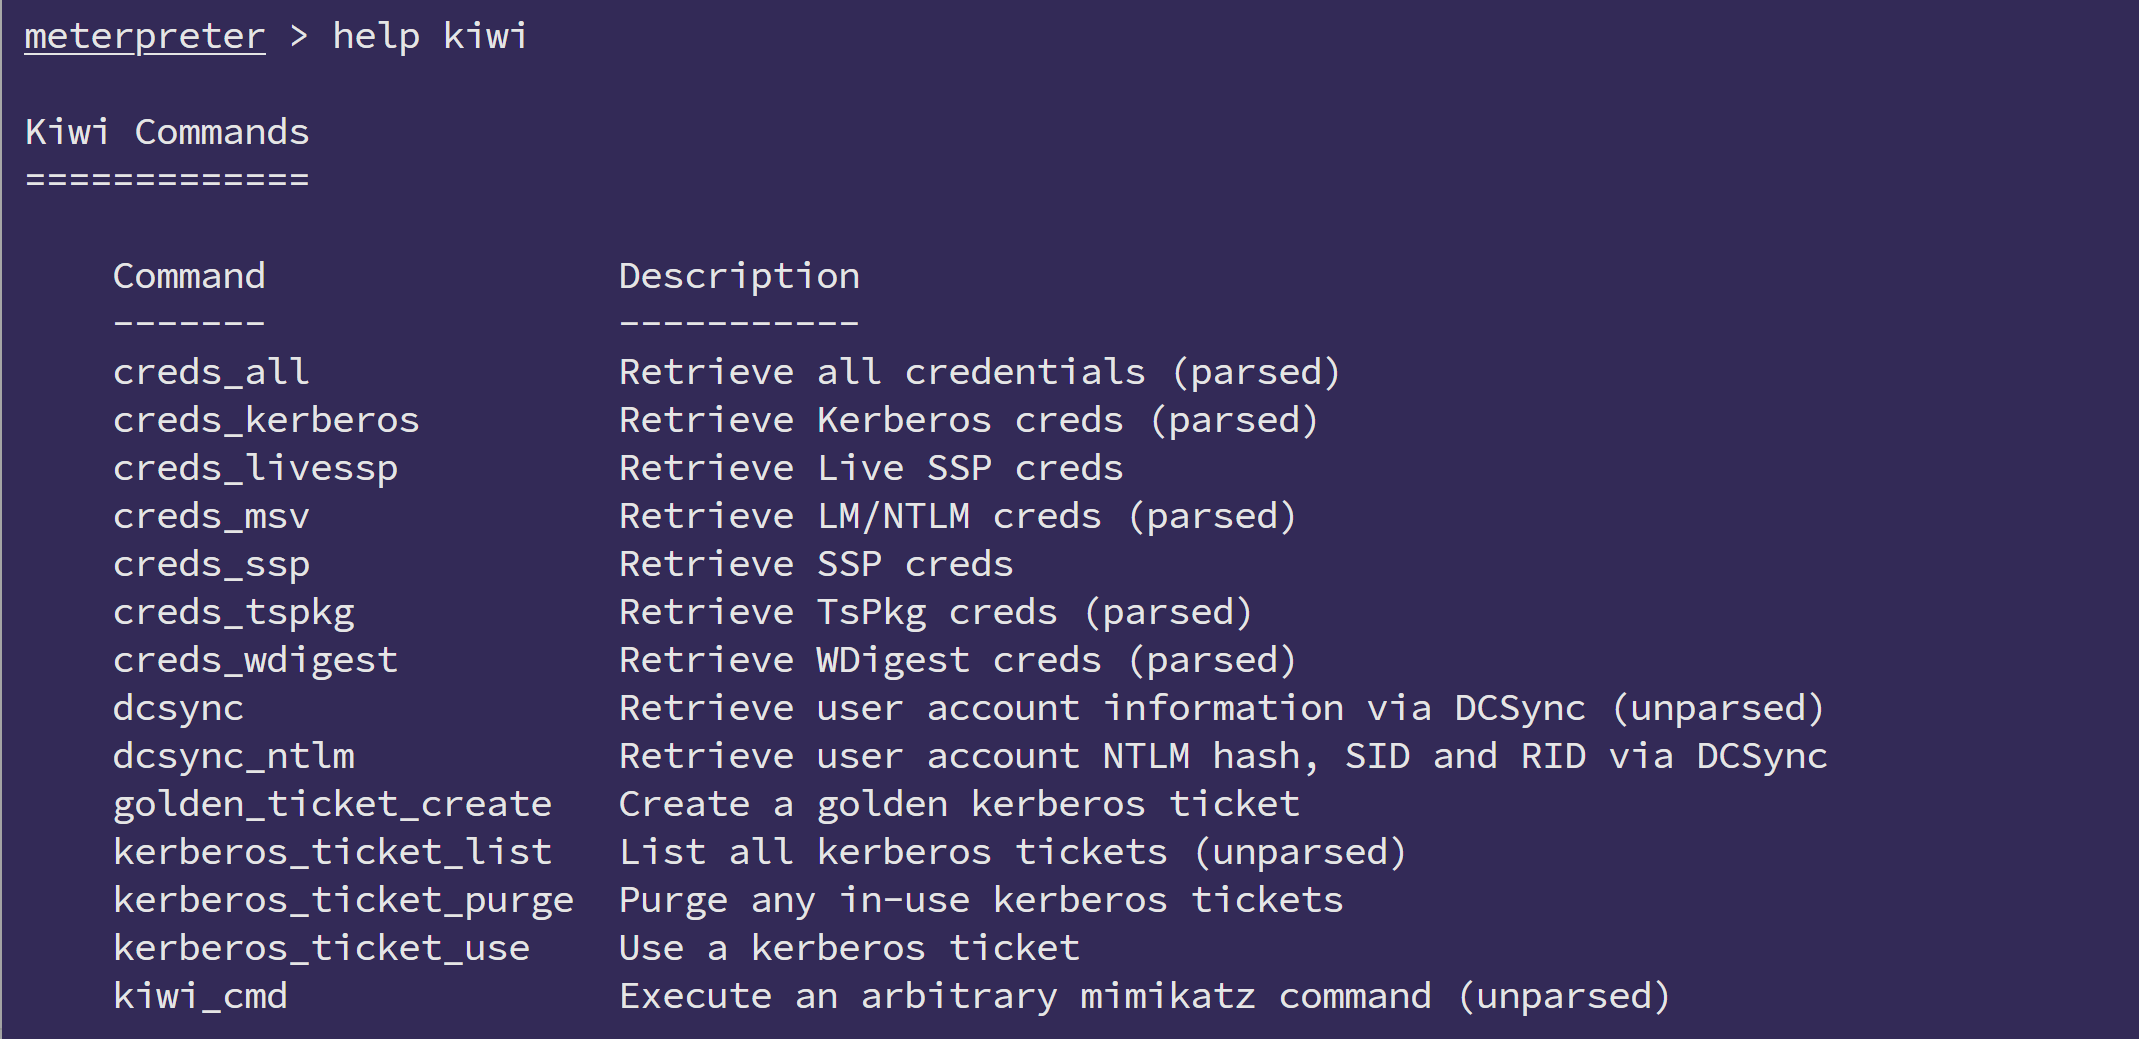 meterpreter > help kiwi
Kiwi Commands
=============
Command Description
------- -----------
creds_all Retrieve all credentials (parsed)
creds_kerberos Retrieve Kerberos creds (parsed)
creds_livessp Retrieve Live SSP creds
creds_msv Retrieve LM/NTLM creds (parsed)
creds_ssp Retrieve SSP creds
creds_tspkg Retrieve TsPkg creds (parsed)
creds_wdigest Retrieve WDigest creds (parsed)
dcsync Retrieve user account information via DCSync (unparsed)
dcsync_ntlm Retrieve user account NTLM hash, SID and RID via DCSync
golden_ticket_create Create a golden kerberos ticket
kerberos_ticket_list List all kerberos tickets (unparsed)
kerberos_ticket_purge Purge any in-use kerberos tickets
kerberos_ticket_use Use a kerberos ticket
kiwi_cmd Execute an arbitrary mimikatz command (unparsed)